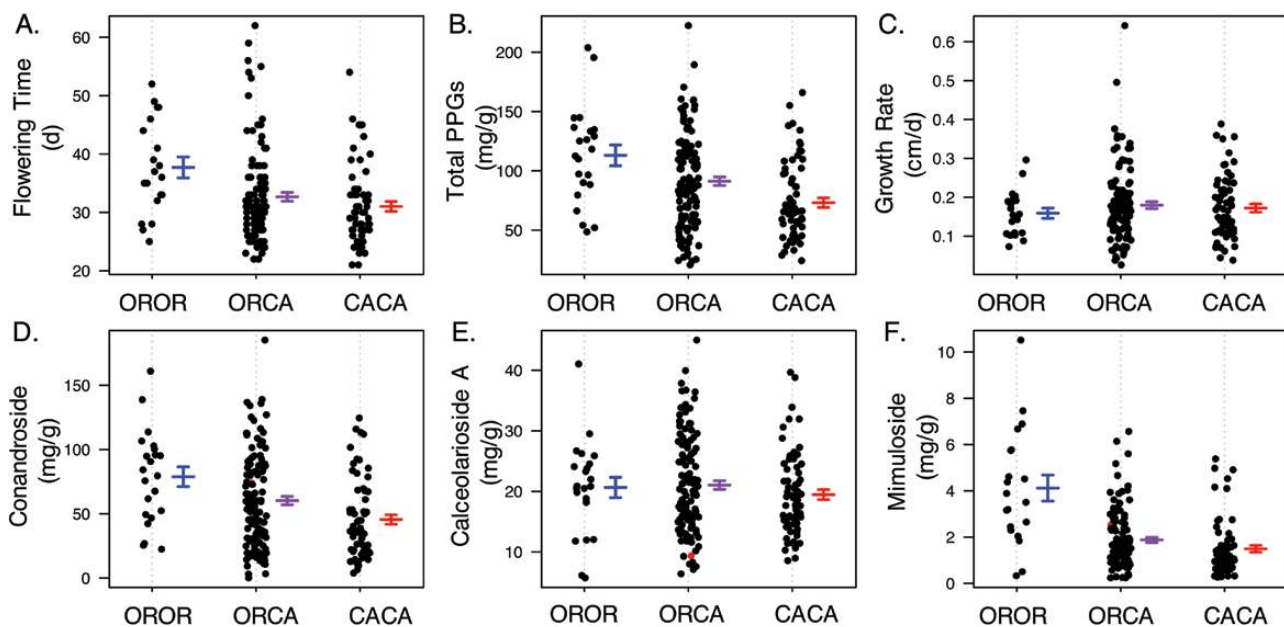 A.
Flowering Time
(d)
60
50
40
30
20
OROR ORCA CACA
B.
Total PPGs
(mg/g)
200
150
100
50
OROR ORCA CACA
C.
Growth Rate
(cm/d)
0.6
0.5
0.4
0.3
0.2
0.1
OROR ORCA CACA
D.
Conandroside
(mg/g)
150
100
50
0
OROR ORCA CACA
E.
Calceolarioside A
(mg/g)
40
30
20
10
OROR ORCA CACA
F.
Mimuloside
(mg/g)
10
8
6
4
2
0
OROR ORCA CACA